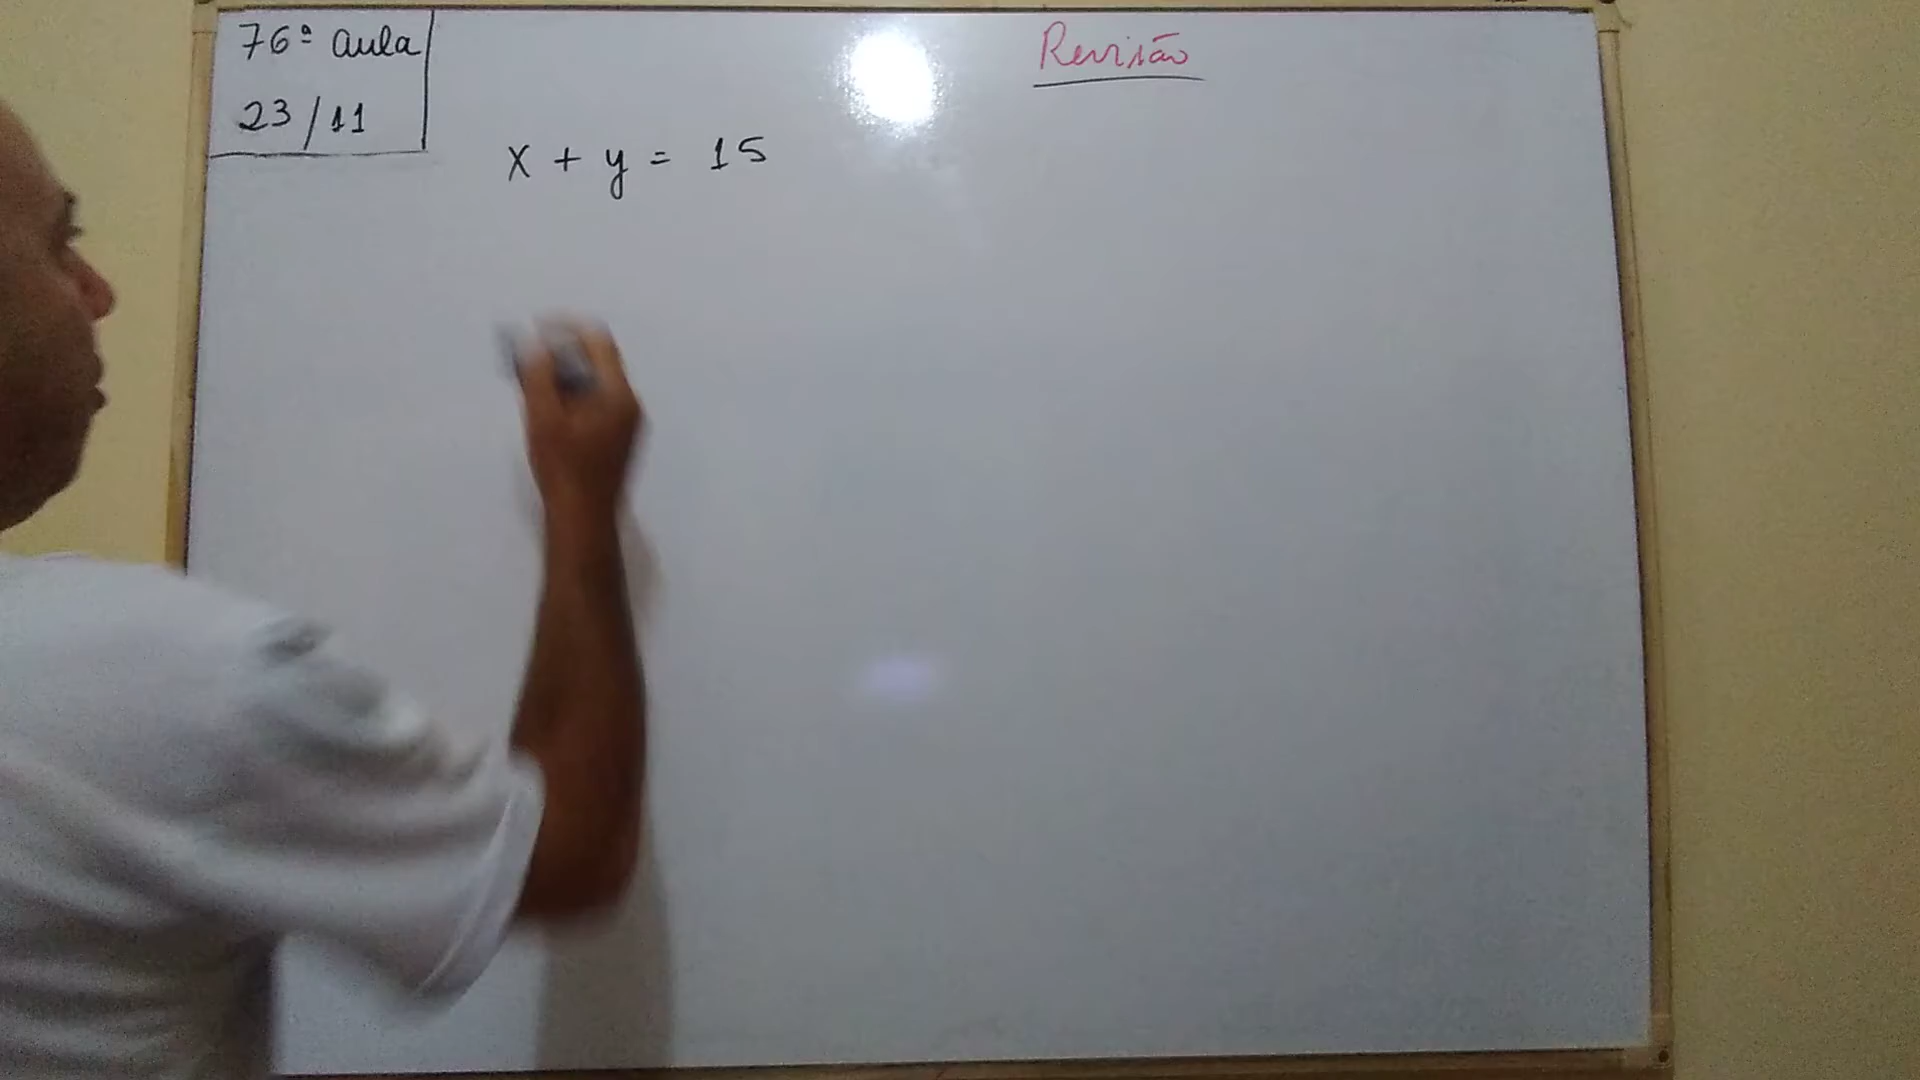 76ª aula
23/11
Revisão
x + y = 15